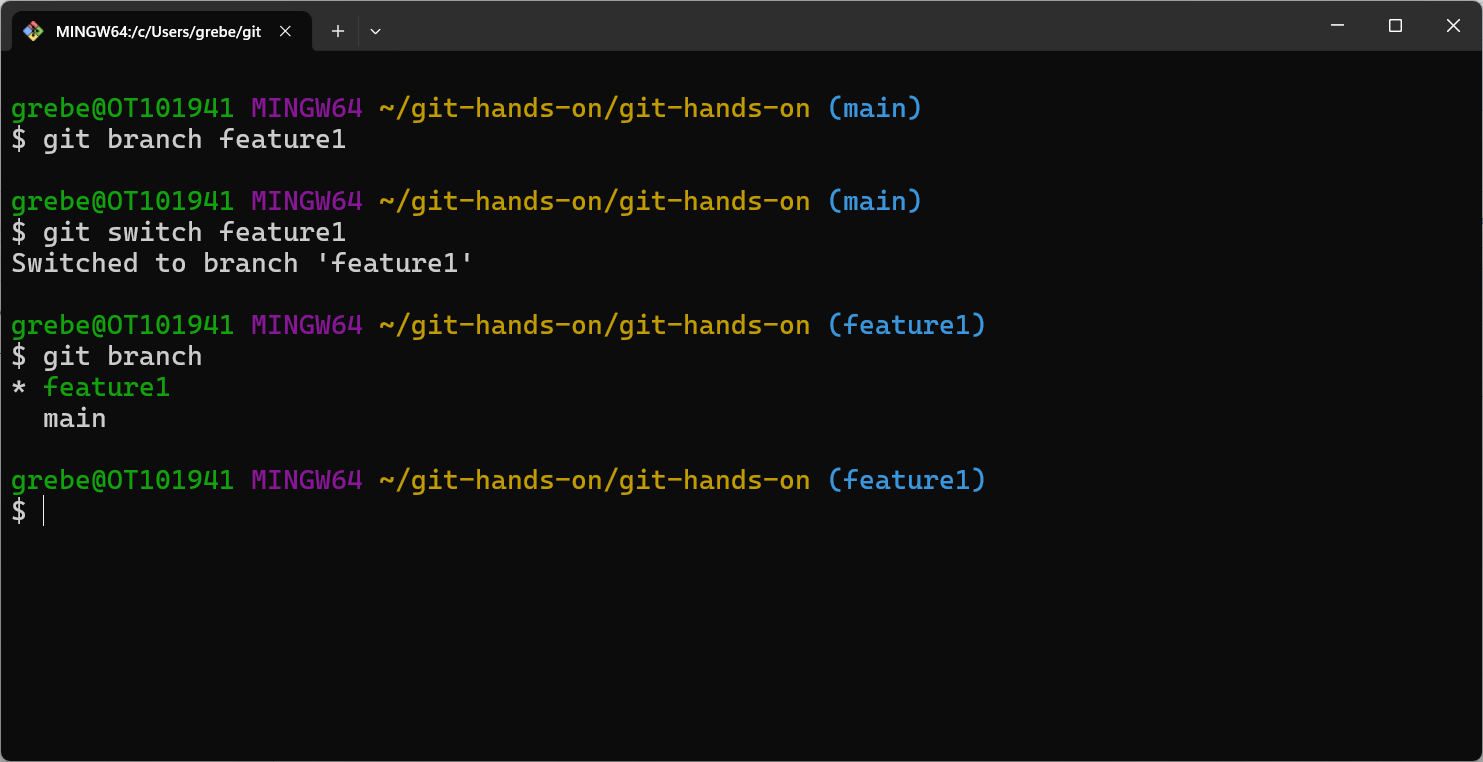 MINGW64:/c/Users/grebe/git
grebe@OT101941 MINGW64 ~/git-hands-on/git-hands-on (main)
$ git branch feature1
grebe@OT101941 MINGW64 ~/git-hands-on/git-hands-on (main)
$ git switch feature1
Switched to branch 'feature1'
grebe@OT101941 MINGW64 ~/git-hands-on/git-hands-on (feature1)
$ git branch
* feature1
  main
grebe@OT101941 MINGW64 ~/git-hands-on/git-hands-on (feature1)
$